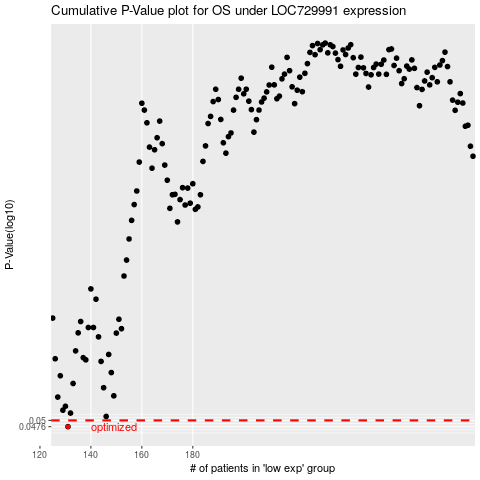 Cumulative P-Value plot for OS under LOC729991 expression
P-Value(log10)
0.05
0.0476
optimized
120 140 160 180
# of patients in 'low exp' group